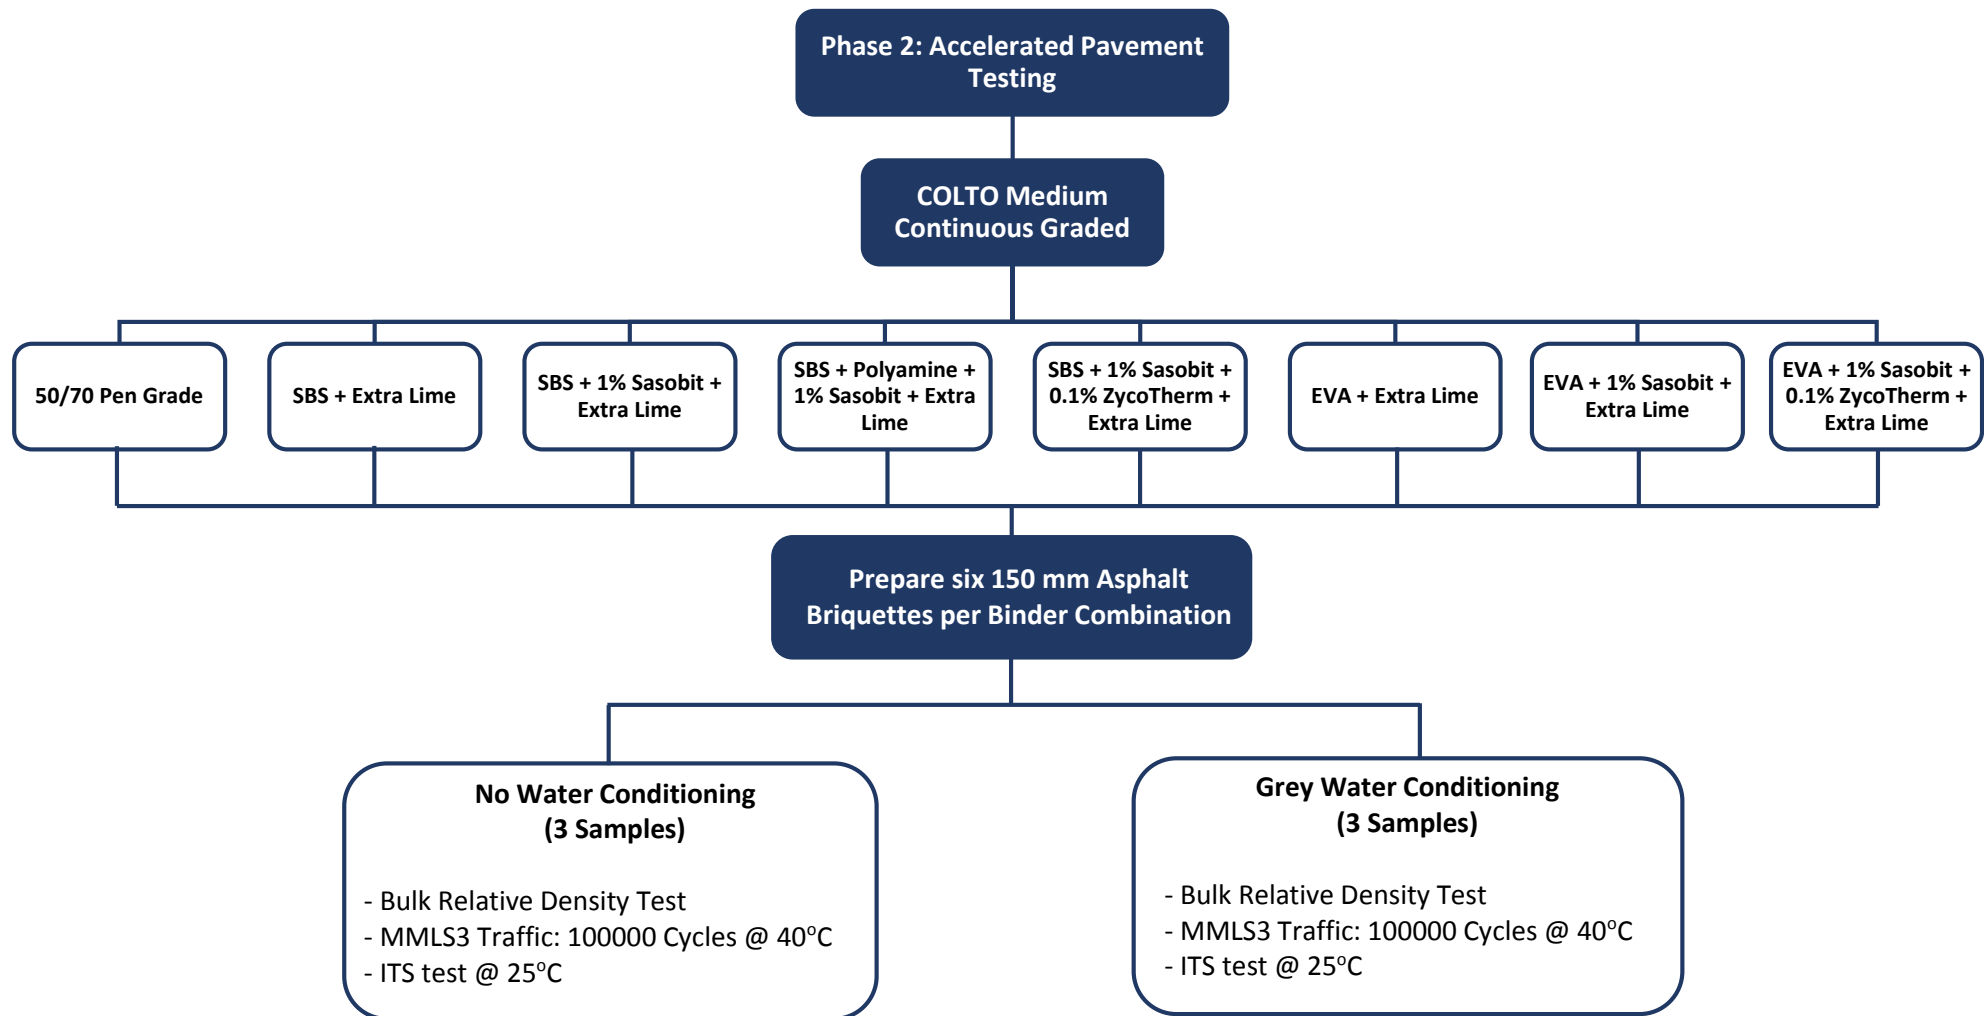 Phase 2: Accelerated Pavement
Testing
COLTO Medium
Continuous Graded
50/70 Pen Grade
SBS + Extra Lime
SBS + 1% Sasobit +
Extra Lime
SBS + Polyamine +
1% Sasobit + Extra
Lime
SBS + 1% Sasobit +
0.1% ZycoTherm +
Extra Lime
EVA + Extra Lime
EVA + 1% Sasobit +
Extra Lime
EVA + 1% Sasobit +
0.1% ZycoTherm +
Extra Lime
Prepare six 150 mm Asphalt
Briquettes per Binder Combination
No Water Conditioning
(3 Samples)
- Bulk Relative Density Test
- MMLS3 Traffic: 100000 Cycles @ 40°C
- ITS test @ 25°C
Grey Water Conditioning
(3 Samples)
- Bulk Relative Density Test
- MMLS3 Traffic: 100000 Cycles @ 40°C
- ITS test @ 25°C